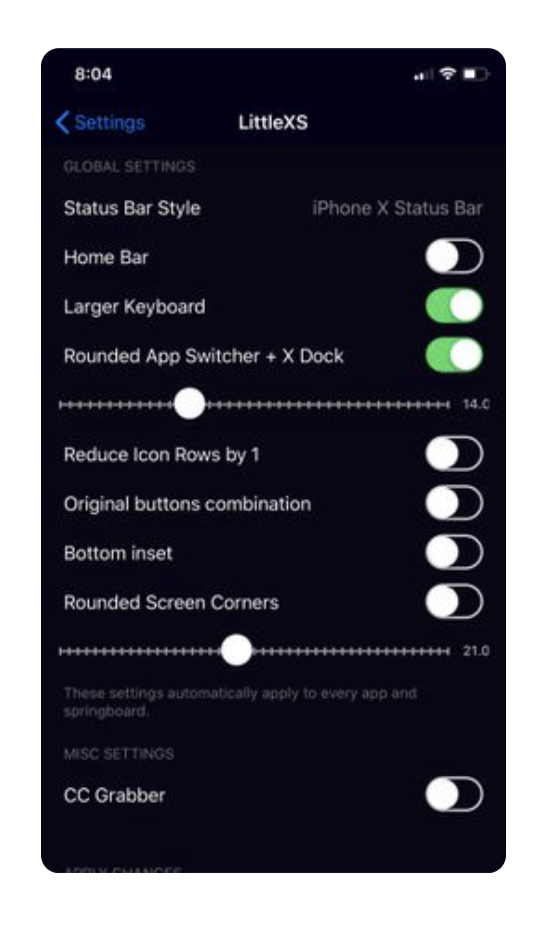 8:04
Settings
LittleXS
GLOBAL SETTINGS
Status Bar Style
iPhone X Status Bar
Home Bar
Larger Keyboard
Rounded App Switcher + X Dock
14.0
Reduce Icon Rows by 1
Original buttons combination
Bottom inset
Rounded Screen Corners
21.0
These settings automatically apply to every app and
springboard.
MISC SETTINGS
CC Grabber
APPLY CHANGES